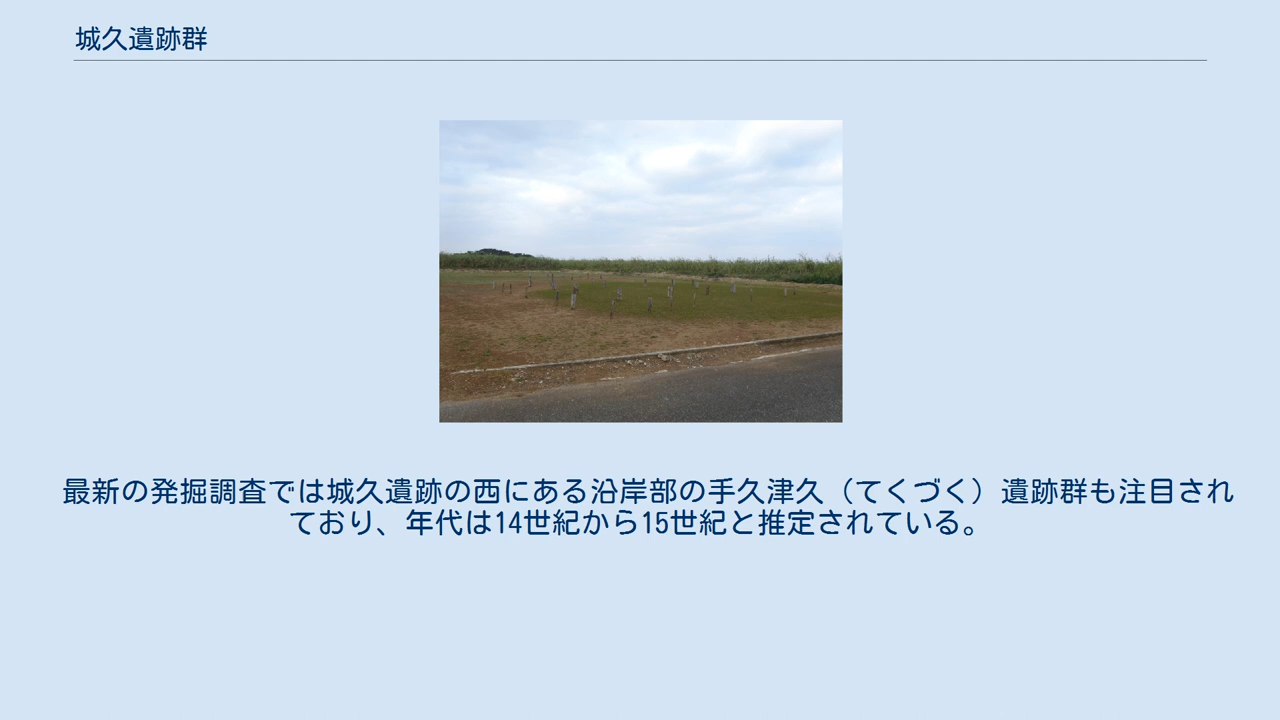 城久遺跡群
最新の発掘調査では城久遺跡の西にある沿岸部の手久津久（てくづく）遺跡群も注目され
ており、年代は14世紀から15世紀と推定されている。